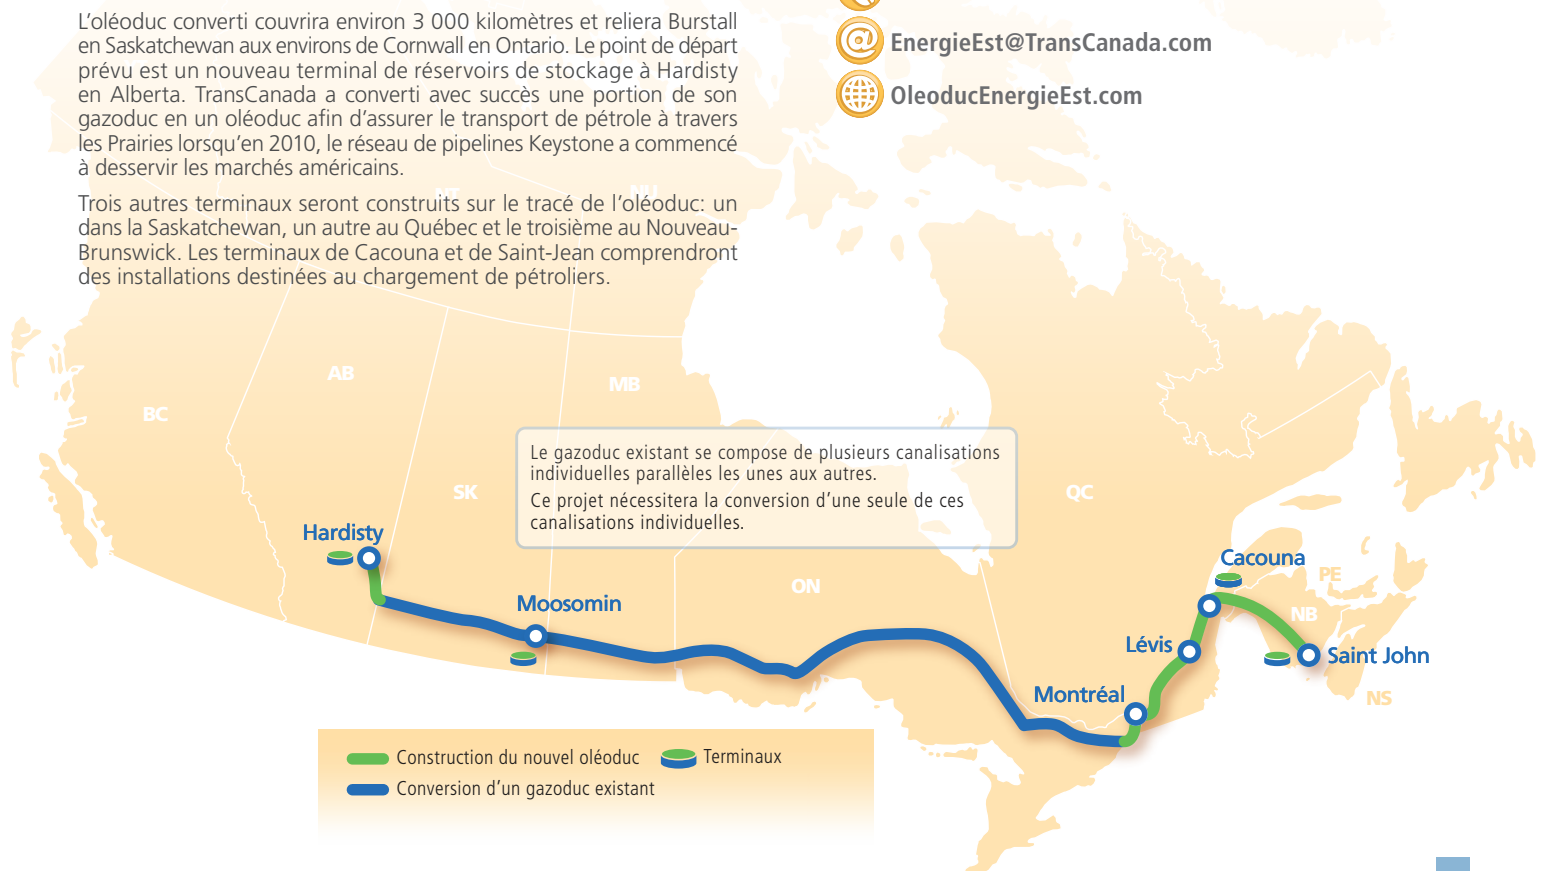 L’oléoduc converti couvrira environ 3 000 kilomètres et reliera Burstall
en Saskatchewan aux environs de Cornwall en Ontario. Le point de départ
prévu est un nouveau terminal de réservoirs de stockage à Hardisty
en Alberta. TransCanada a converti avec succès une portion de son
gazoduc en un oléoduc afin d’assurer le transport de pétrole à travers
les Prairies lorsqu’en 2010, le réseau de pipelines Keystone a commencé
à desservir les marchés américains.
Trois autres terminaux seront construits sur le tracé de l’oléoduc: un
dans la Saskatchewan, un autre au Québec et le troisième au Nouveau-
Brunswick. Les terminaux de Cacouna et de Saint-Jean comprendront
des installations destinées au chargement de pétroliers.
@ EnergieEst@TransCanada.com
OleoducEnergieEst.com
NT
NU
AB
MB
BC
SK
QC
Le gazoduc existant se compose de plusieurs canalisations
individuelles parallèles les unes aux autres.
Ce projet nécessitera la conversion d’une seule de ces
canalisations individuelles.
Hardisty
Cacouna
PE
ON
Moosomin
NB
Lévis
Saint John
Montréal
NS
Construction du nouvel oléoduc
Terminaux
Conversion d’un gazoduc existant